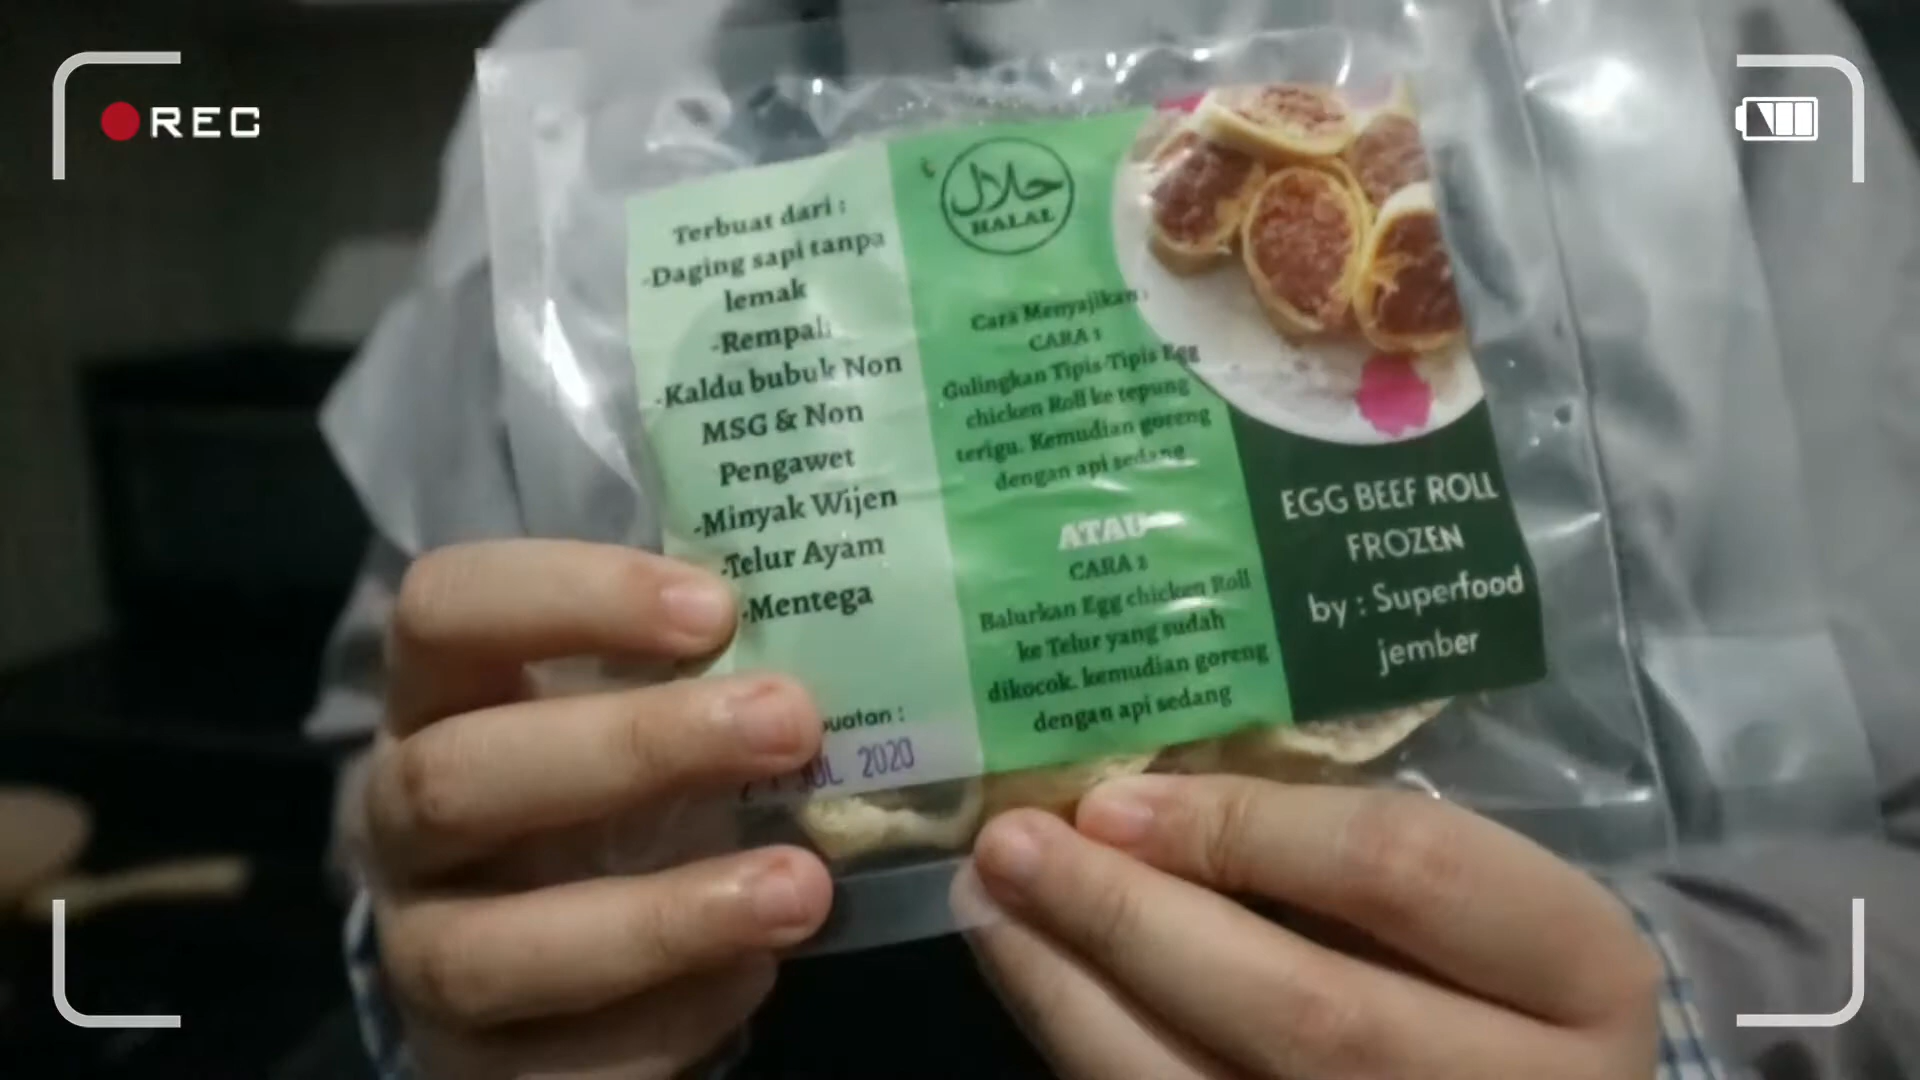 REC
Terbuat dari :
-Daging sapi tanpa
lemak
-Rempah
-Kaldu bubuk Non
MSG & Non
Pengawet
-Minyak Wijen
-Telur Ayam
-Mentega
JUL 2020
حلال
HALAL
Cara Menyajikan :
CARA 1
Gulingkan Tipis-Tipis Egg
chicken Roll ke tepung
terigu. Kemudian goreng
dengan api sedang
ATAU
CARA 2
Balurkan Egg chicken Roll
ke Telur yang sudah
dikocok. kemudian goreng
dengan api sedang
EGG BEEF ROLL
FROZEN
by : Superfood
jember